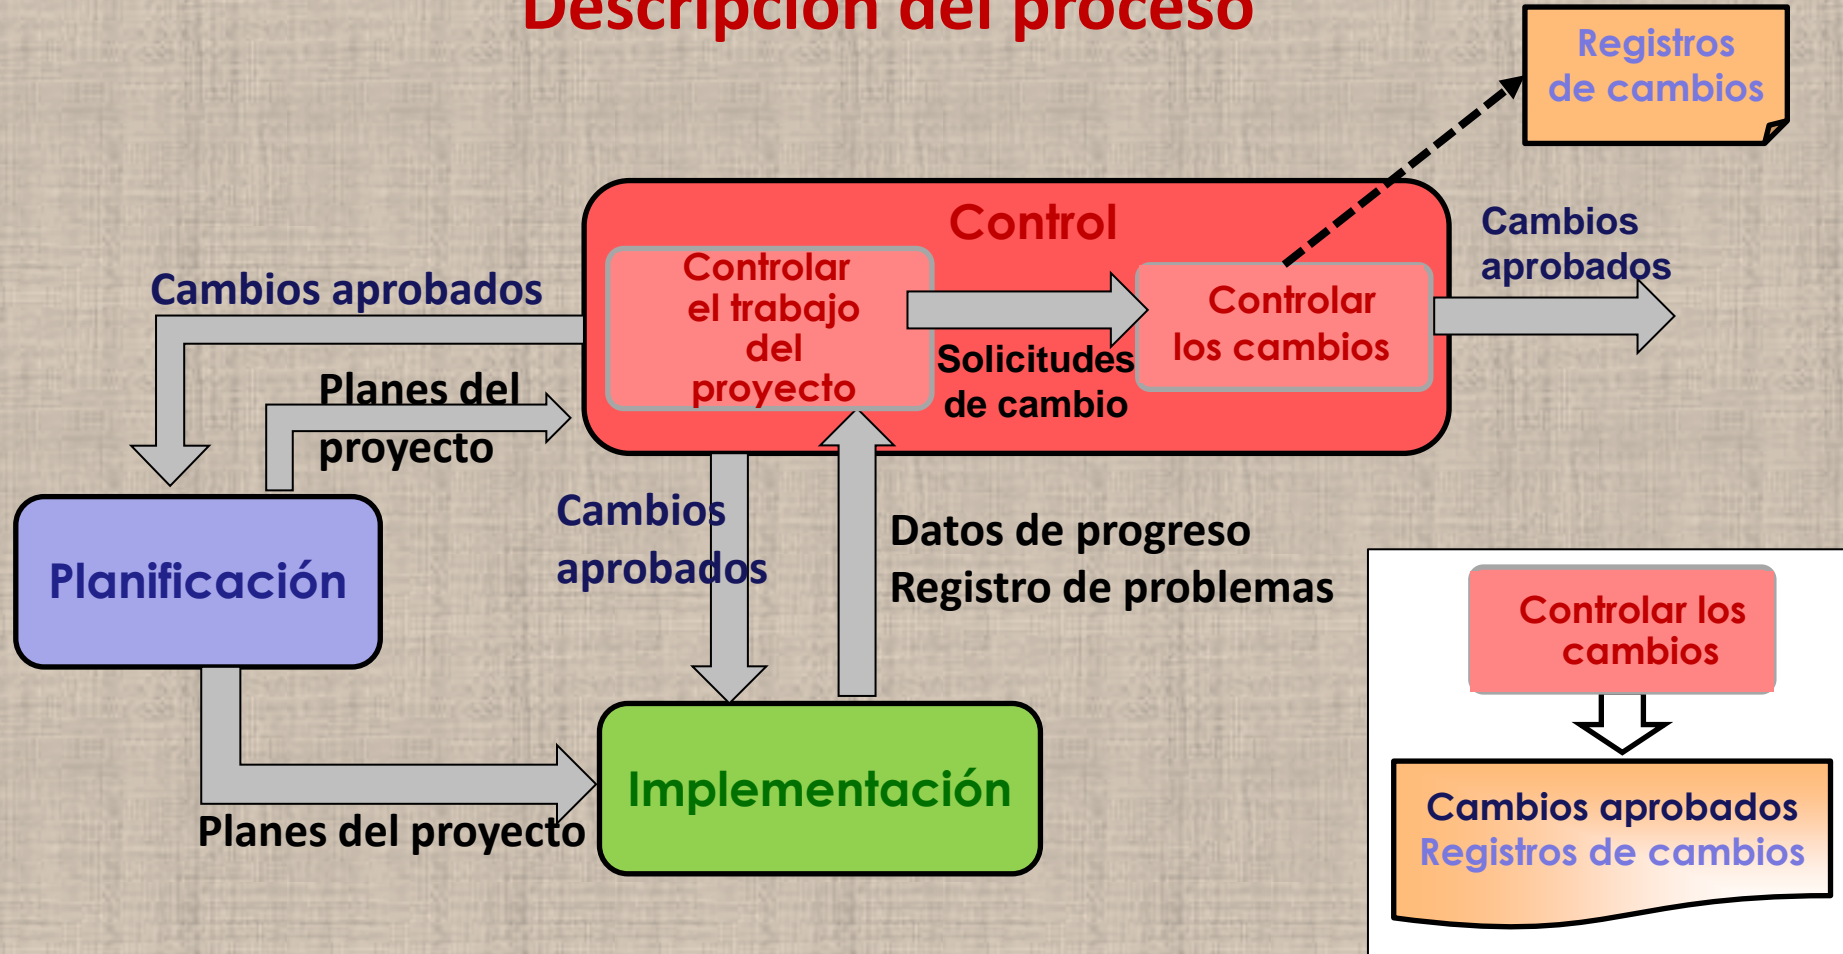 Descripción del proceso
Registros
de cambios
Control
Cambios
aprobados
Controlar
el trabajo
del
proyecto
Controlar
los cambios
Cambios aprobados
Solicitudes
de cambio
Planes del
proyecto
Cambios
aprobados
Datos de progreso
Registro de problemas
Planificación
Controlar los
cambios
Implementación
Planes del proyecto
Cambios aprobados
Registros de cambios